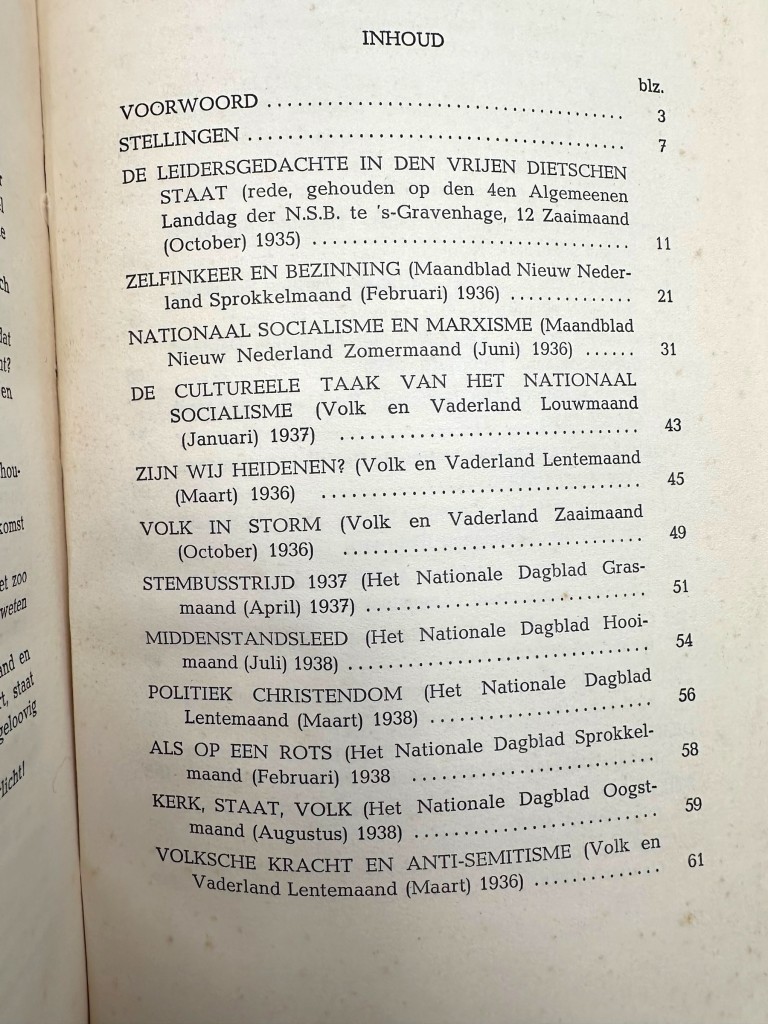 INHOUD
blz.
VOORWOORD .................................... 3
STELLINGEN ..................................... 7
DE LEIDERSGEDACHTE IN DEN VRIJEN DIETSCHEN
STAAT (rede, gehouden op den 4en Algemeenen
Landdag der N.S.B. te 's-Gravenhage, 12 Zaaimaand
(October) 1935) ................................ 11
ZELFINKEER EN BEZINNING (Maandblad Nieuw Neder-
land Sprokkelmaand (Februari) 1936) ............. 21
NATIONAAL SOCIALISME EN MARXISME (Maandblad
Nieuw Nederland Zomermaand (Juni) 1936) ...... 31
DE CULTUREELE TAAK VAN HET NATIONAAL
SOCIALISME (Volk en Vaderland Louwmaand
(Januari) 1937) .............................. 43
ZIJN WIJ HEIDENEN? (Volk en Vaderland Lentemaand
(Maart) 1936) ................................ 45
VOLK IN STORM (Volk en Vaderland Zaaimaand
(October) 1936) .............................. 49
STEMBUSSTRIJD 1937 (Het Nationale Dagblad Gras-
maand (April) 1937) ............................ 51
MIDDENSTANDSLEED (Het Nationale Dagblad Hooi-
maand (Juli) 1938) .............................. 54
POLITIEK CHRISTENDOM (Het Nationale Dagblad
Lentemaand (Maart) 1938) ...................... 56
ALS OP EEN ROTS (Het Nationale Dagblad Sprokkel-
maand (Februari) 1938 ........................ 58
KERK, STAAT, VOLK (Het Nationale Dagblad Oogst-
maand (Augustus) 1938) ........................ 59
VOLKSCHE KRACHT EN ANTI-SEMITISME (Volk en
Vaderland Lentemaand (Maart) 1936) ............. 61
en
komst
zoo
weten
en
staat